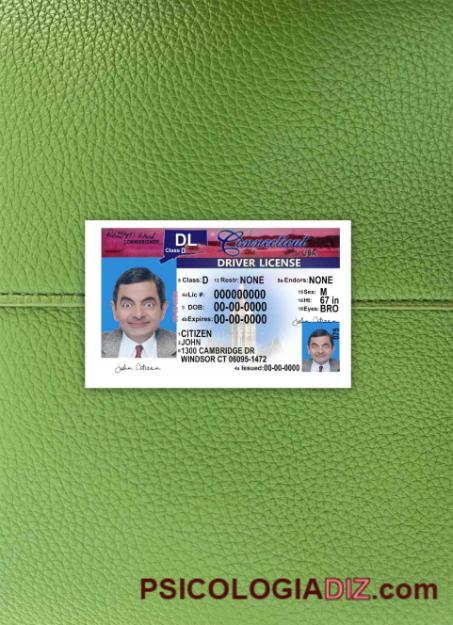 COMMISSIONER
DL
Class D
Connecticut
USA
DRIVER LICENSE
9 Class: D 12 Restr: NONE 9a Endors: NONE
4d Lic #: 000000000
15 Sex: M
3 DOB: 00-00-0000
16 Ht: 67 in
4b Expires: 00-00-0000
18 Eyes: BRO
John Citizen
1 CITIZEN
2 JOHN
8 1300 CAMBRIDGE DR
WINDSOR CT 06095-1472
4a Issued: 00-00-0000
John Citizen
PSICOLOGIADIZ.com